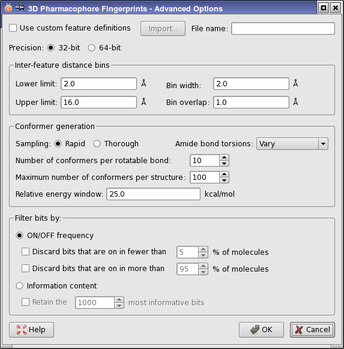 3D Pharmacophore Fingerprints - Advanced Options
Use custom feature definitions Import... File name:
Precision: 32-bit 64-bit
Inter-feature distance bins
Lower limit: 2.0 Å Bin width: 2.0 Å
Upper limit: 16.0 Å Bin overlap: 1.0 Å
Conformer generation
Sampling: Rapid Thorough Amide bond torsions: Vary
Number of conformers per rotatable bond: 10
Maximum number of conformers per structure: 100
Relative energy window: 25.0 kcal/mol
Filter bits by:
ON/OFF frequency
Discard bits that are on in fewer than 5 % of molecules
Discard bits that are on in more than 95 % of molecules
Information content
Retain the 1000 most informative bits
Help OK Cancel